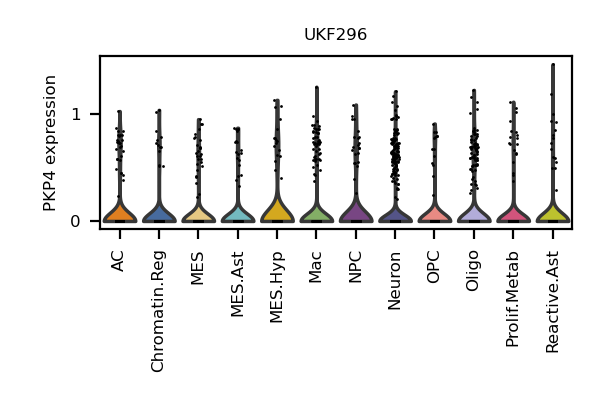 UKF296
PKP4 expression
1
0
AC
Chromatin.Reg
MES
MES.Ast
MES.Hyp
Mac
NPC
Neuron
OPC
Oligo
Prolif.Metab
Reactive.Ast